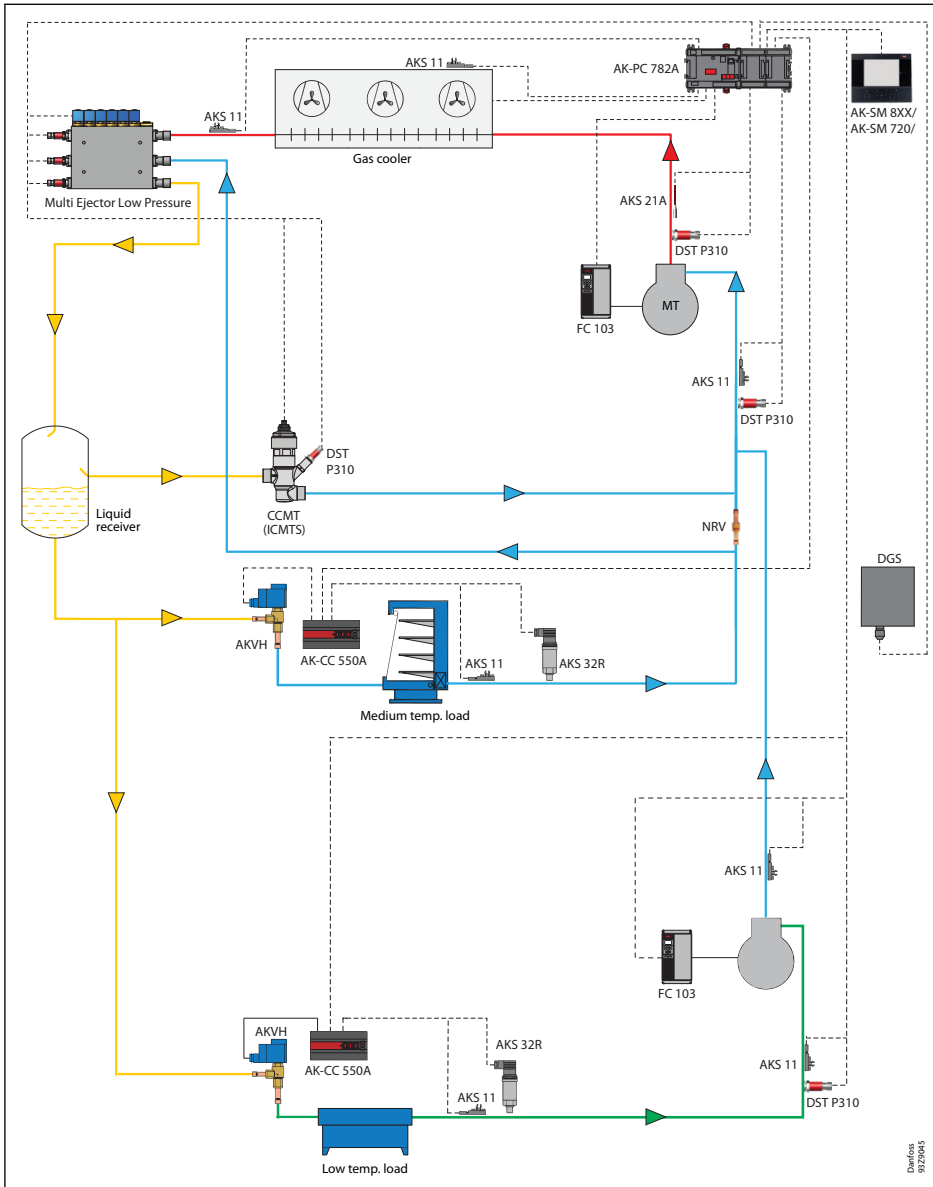 AKS 11
AK-PC 782A
AK-SM 8XX/
AK-SM 720/
AKS 11
Gas cooler
Multi Ejector Low Pressure
AKS 21A
DST P310
FC 103
MT
AKS 11
DST P310
DST
P310
CCMT
(ICMTS)
Liquid
receiver
NRV
DGS
AKVH
AK-CC 550A
AKS 11
AKS 32R
Medium temp. load
AKS 11
FC 103
AKVH
AK-CC 550A
AKS 32R
AKS 11
AKS 11
DST P310
Low temp. load
Danfoss
93Z9045